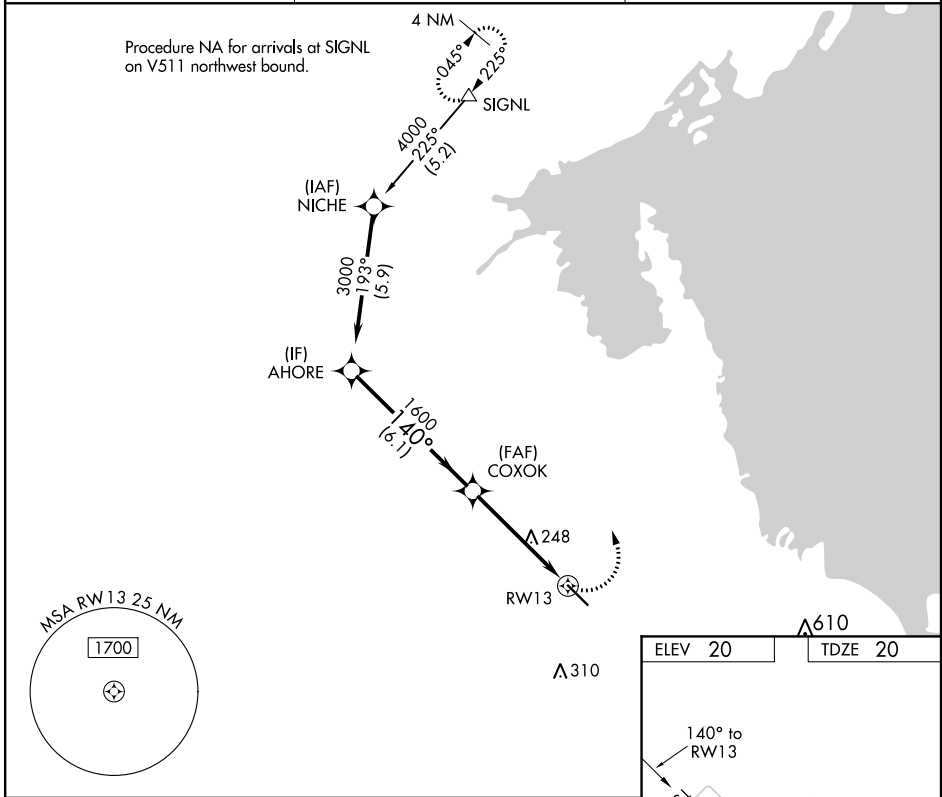 Procedure NA for arrivals at SIGNL
on V511 northwest bound.
4 NM
045°
225°
SIGNL
4000
225°
(5.2)
(IAF)
NICHE
3000
193°
(5.9)
(IF)
AHORE
1600
140°
(6.1)
(FAF)
COXOK
248
RW13
MSA RW13 25 NM
1700
310
610
ELEV 20
TDZE 20
140° to
RW13